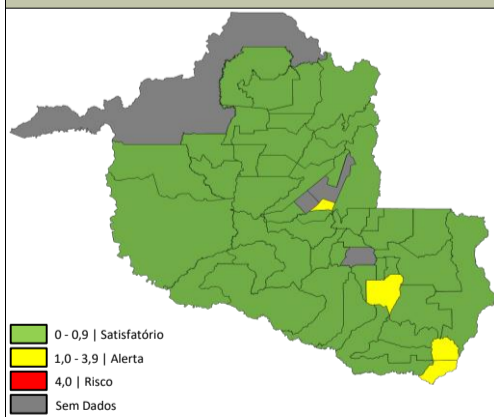 0 - 0,9 | Satisfatório
1,0 - 3,9 | Alerta
4,0 | Risco
Sem Dados